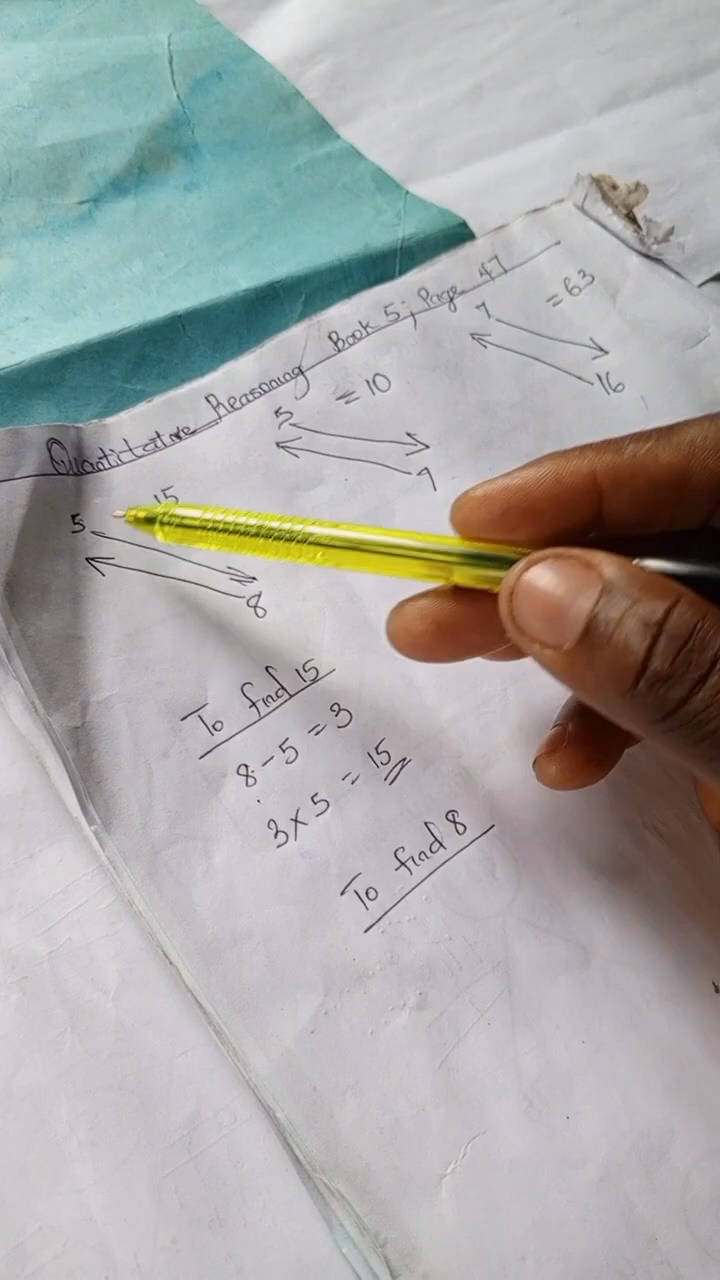 Quantitative Reasoning Book 5; Page 47
5 15
8
5 = 10
7
7 = 63
16
To find 15
8 - 5 = 3
3 x 5 = 15
To find 8